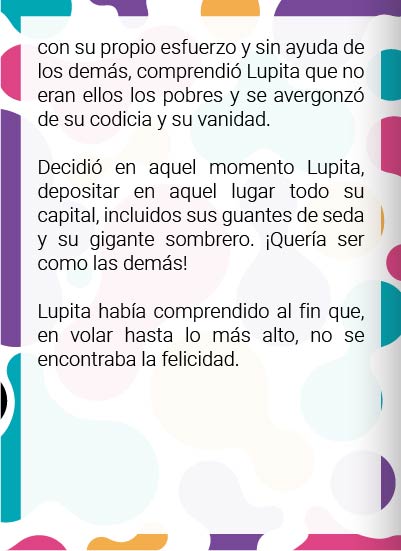 con su propio esfuerzo y sin ayuda de
los demás, comprendió Lupita que no
eran ellos los pobres y se avergonzó
de su codicia y su vanidad.
Decidió en aquel momento Lupita,
depositar en aquel lugar todo su
capital, incluidos sus guantes de seda
y su gigante sombrero. ¡Quería ser
como las demás!
Lupita había comprendido al fin que,
en volar hasta lo más alto, no se
encontraba la felicidad.